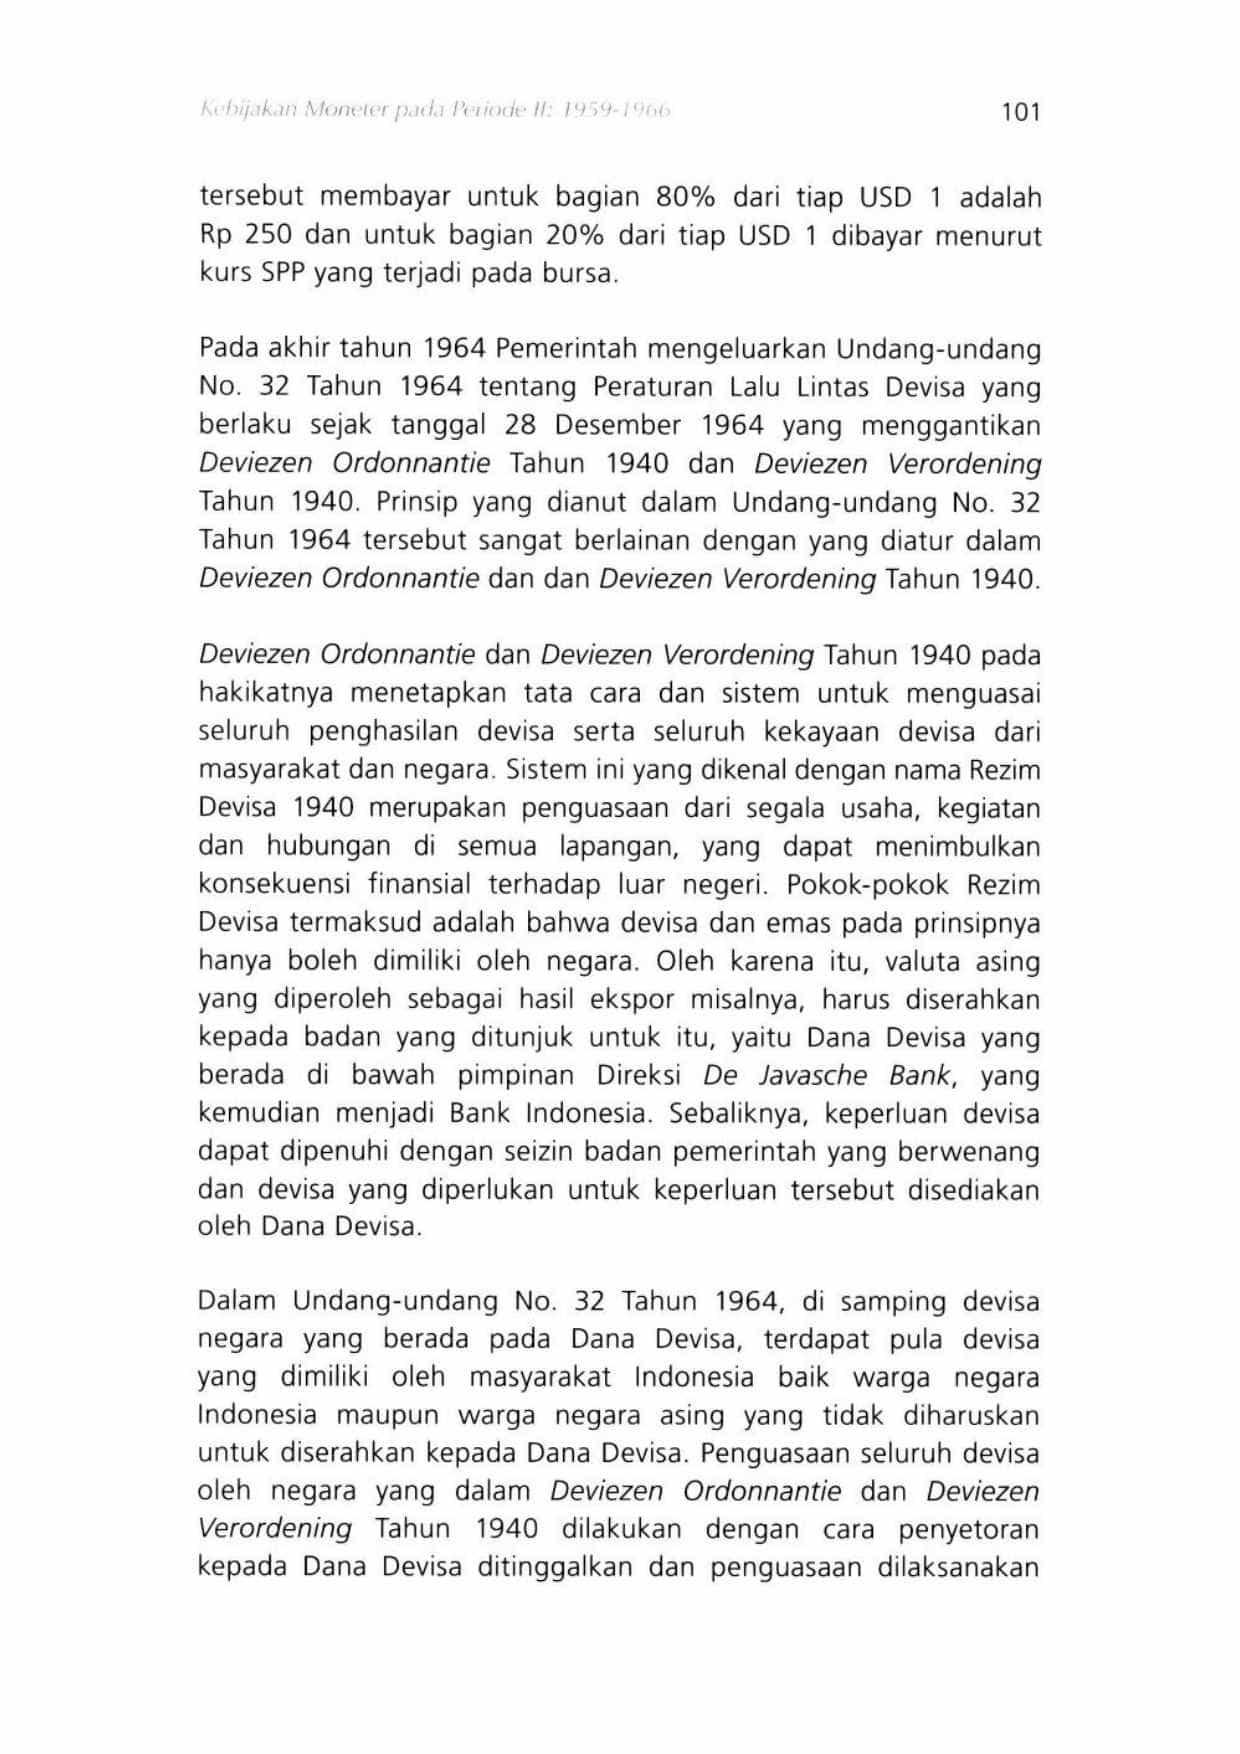 Kebijakan Moneter pada Periode II: 1959-1966 101
tersebut membayar untuk bagian 80% dari tiap USD 1 adalah
Rp 250 dan untuk bagian 20% dari tiap USD 1 dibayar menurut
kurs SPP yang terjadi pada bursa.
Pada akhir tahun 1964 Pemerintah mengeluarkan Undang-undang
No. 32 Tahun 1964 tentang Peraturan Lalu Lintas Devisa yang
berlaku sejak tanggal 28 Desember 1964 yang menggantikan
Deviezen Ordonnantie Tahun 1940 dan Deviezen Verordening
Tahun 1940. Prinsip yang dianut dalam Undang-undang No. 32
Tahun 1964 tersebut sangat berlainan dengan yang diatur dalam
Deviezen Ordonnantie dan dan Deviezen Verordening Tahun 1940.
Deviezen Ordonnantie dan Deviezen Verordening Tahun 1940 pada
hakikatnya menetapkan tata cara dan sistem untuk menguasai
seluruh penghasilan devisa serta seluruh kekayaan devisa dari
masyarakat dan negara. Sistem ini yang dikenal dengan nama Rezim
Devisa 1940 merupakan penguasaan dari segala usaha, kegiatan
dan hubungan di semua lapangan, yang dapat menimbulkan
konsekuensi finansial terhadap luar negeri. Pokok-pokok Rezim
Devisa termaksud adalah bahwa devisa dan emas pada prinsipnya
hanya boleh dimiliki oleh negara. Oleh karena itu, valuta asing
yang diperoleh sebagai hasil ekspor misalnya, harus diserahkan
kepada badan yang ditunjuk untuk itu, yaitu Dana Devisa yang
berada di bawah pimpinan Direksi De Javasche Bank, yang
kemudian menjadi Bank Indonesia. Sebaliknya, keperluan devisa
dapat dipenuhi dengan seizin badan pemerintah yang berwenang
dan devisa yang diperlukan untuk keperluan tersebut disediakan
oleh Dana Devisa.
Dalam Undang-undang No. 32 Tahun 1964, di samping devisa
negara yang berada pada Dana Devisa, terdapat pula devisa
yang dimiliki oleh masyarakat Indonesia baik warga negara
Indonesia maupun warga negara asing yang tidak diharuskan
untuk diserahkan kepada Dana Devisa. Penguasaan seluruh devisa
oleh negara yang dalam Deviezen Ordonnantie dan Deviezen
Verordening Tahun 1940 dilakukan dengan cara penyetoran
kepada Dana Devisa ditinggalkan dan penguasaan dilaksanakan